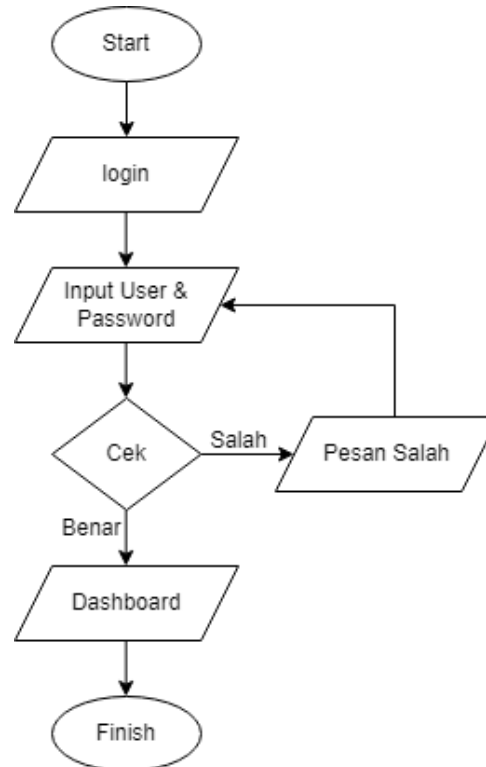 Start
login
Input User &
Password
Cek
Salah
Pesan Salah
Benar
Dashboard
Finish